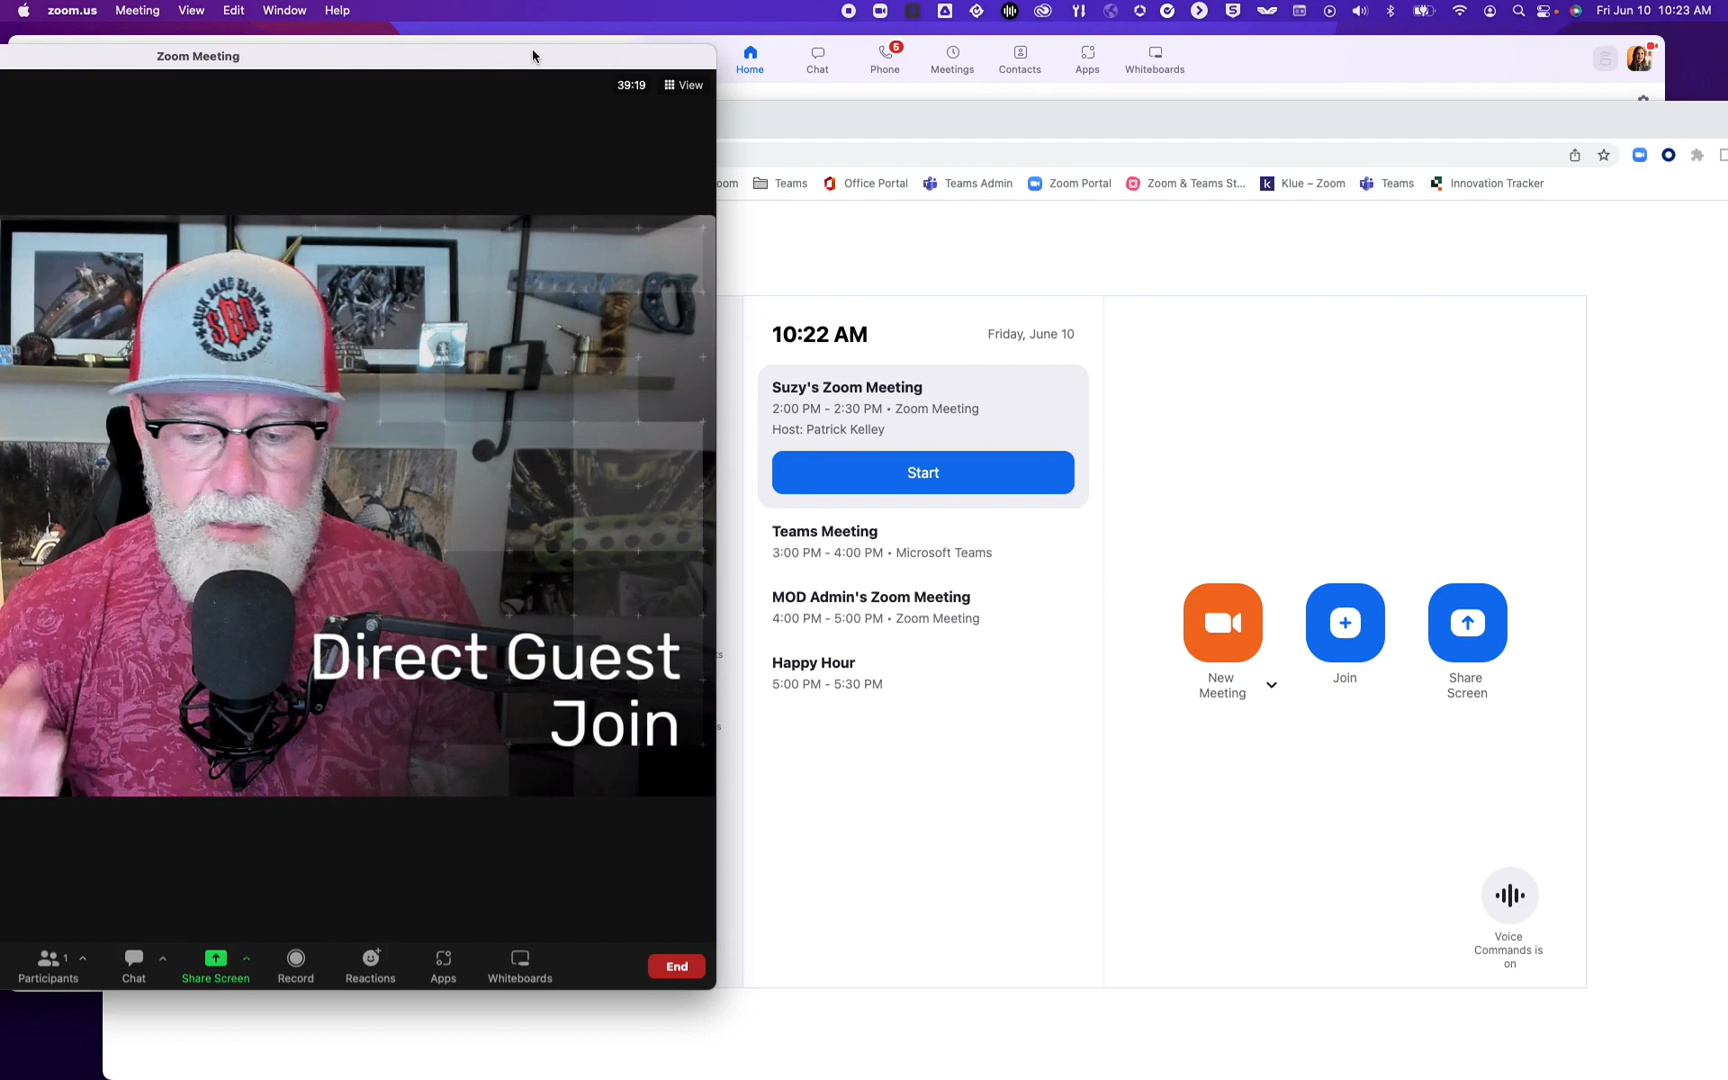 zoom.us Meeting View Edit Window Help Fri Jun 10 10:23 AM
Zoom Meeting
39:19 View
Direct Guest
Join
1
Participants Chat Share Screen Record Reactions Apps Whiteboards End
5
Home Chat Phone Meetings Contacts Apps Whiteboards
oom Teams Office Portal Teams Admin Zoom Portal Zoom & Teams St... Klue – Zoom Teams Innovation Tracker
10:22 AM Friday, June 10
Suzy's Zoom Meeting
2:00 PM - 2:30 PM • Zoom Meeting
Host: Patrick Kelley
Start
Teams Meeting
3:00 PM - 4:00 PM • Microsoft Teams
MOD Admin's Zoom Meeting
4:00 PM - 5:00 PM • Zoom Meeting
Happy Hour
5:00 PM - 5:30 PM
New
Meeting
Join
Share
Screen
Voice
Commands is
on
SBB